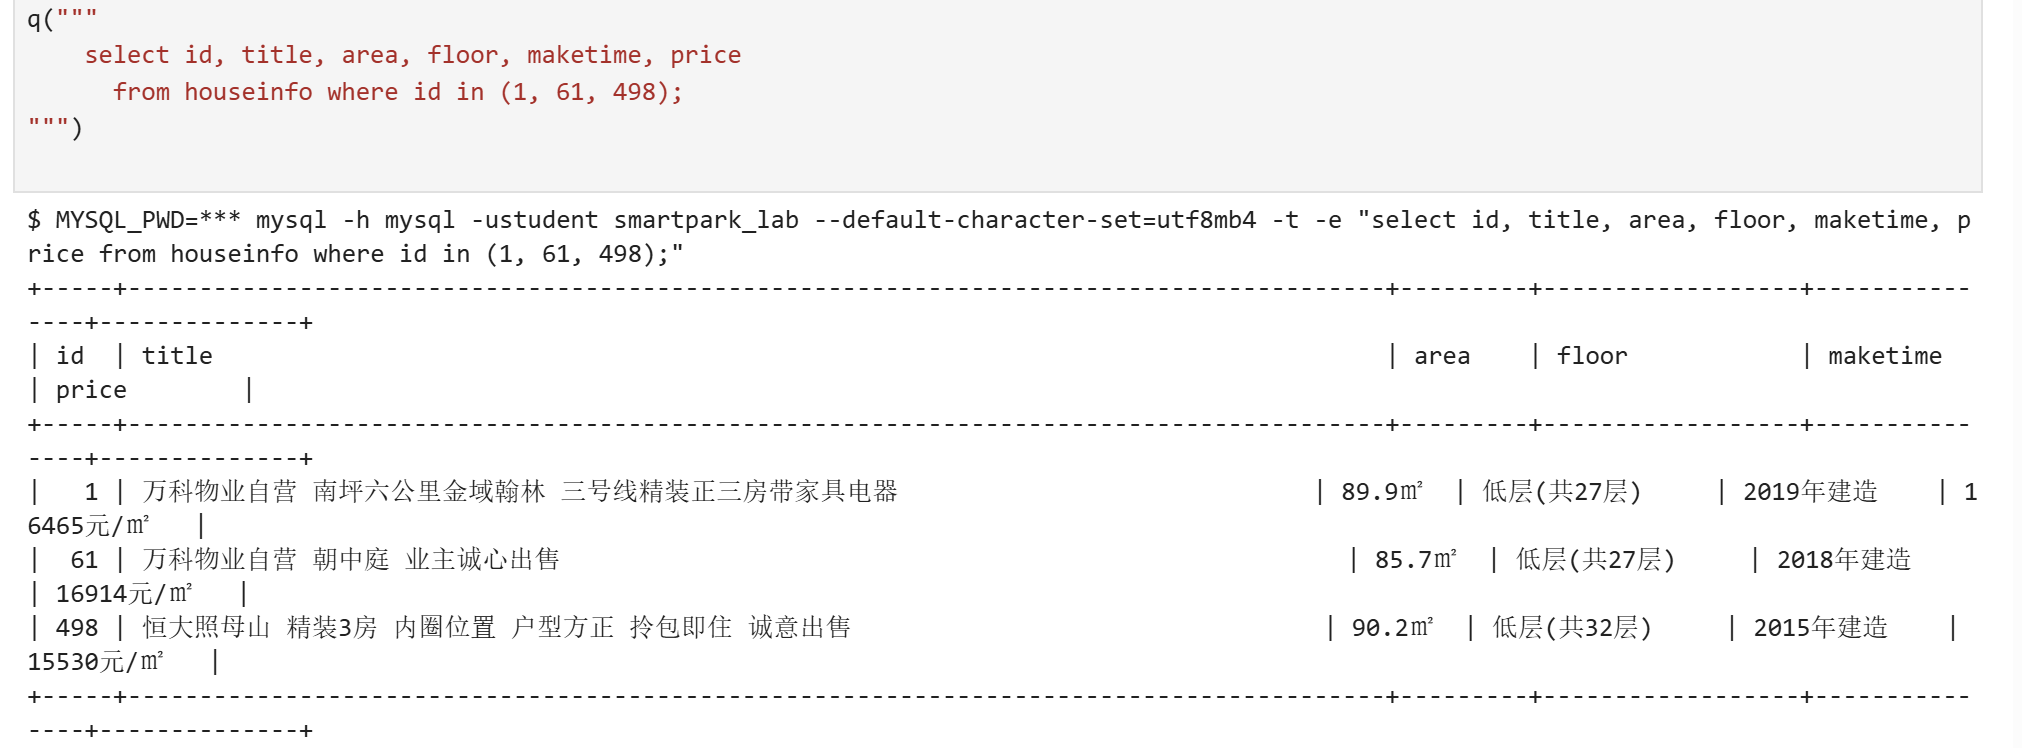 q("""
    select id, title, area, floor, maketime, price
      from houseinfo where id in (1, 61, 498);
""")
$ MYSQL_PWD=*** mysql -h mysql -ustudent smartpark_lab --default-character-set=utf8mb4 -t -e "select id, title, area, floor, maketime, p
rice from houseinfo where id in (1, 61, 498);"
+-----+----------------------------------------------------------------------------------------+---------+------------------+-----------
----+--------------+
| id  | title                                                                                  | area    | floor            | maketime
| price        |
+-----+----------------------------------------------------------------------------------------+---------+------------------+-----------
----+--------------+
|   1 | 万科物业自营 南坪六公里金域翰林 三号线精装正三房带家具电器                             | 89.9㎡  | 低层(共27层)     | 2019年建造    | 1
6465元/㎡   |
|  61 | 万科物业自营 朝中庭 业主诚心出售                                                       | 85.7㎡  | 低层(共27层)     | 2018年建造
| 16914元/㎡   |
| 498 | 恒大照母山 精装3房 内圈位置 户型方正 拎包即住 诚意出售                                 | 90.2㎡  | 低层(共32层)     | 2015年建造    |
15530元/㎡   |
+-----+----------------------------------------------------------------------------------------+---------+------------------+-----------
----+--------------+